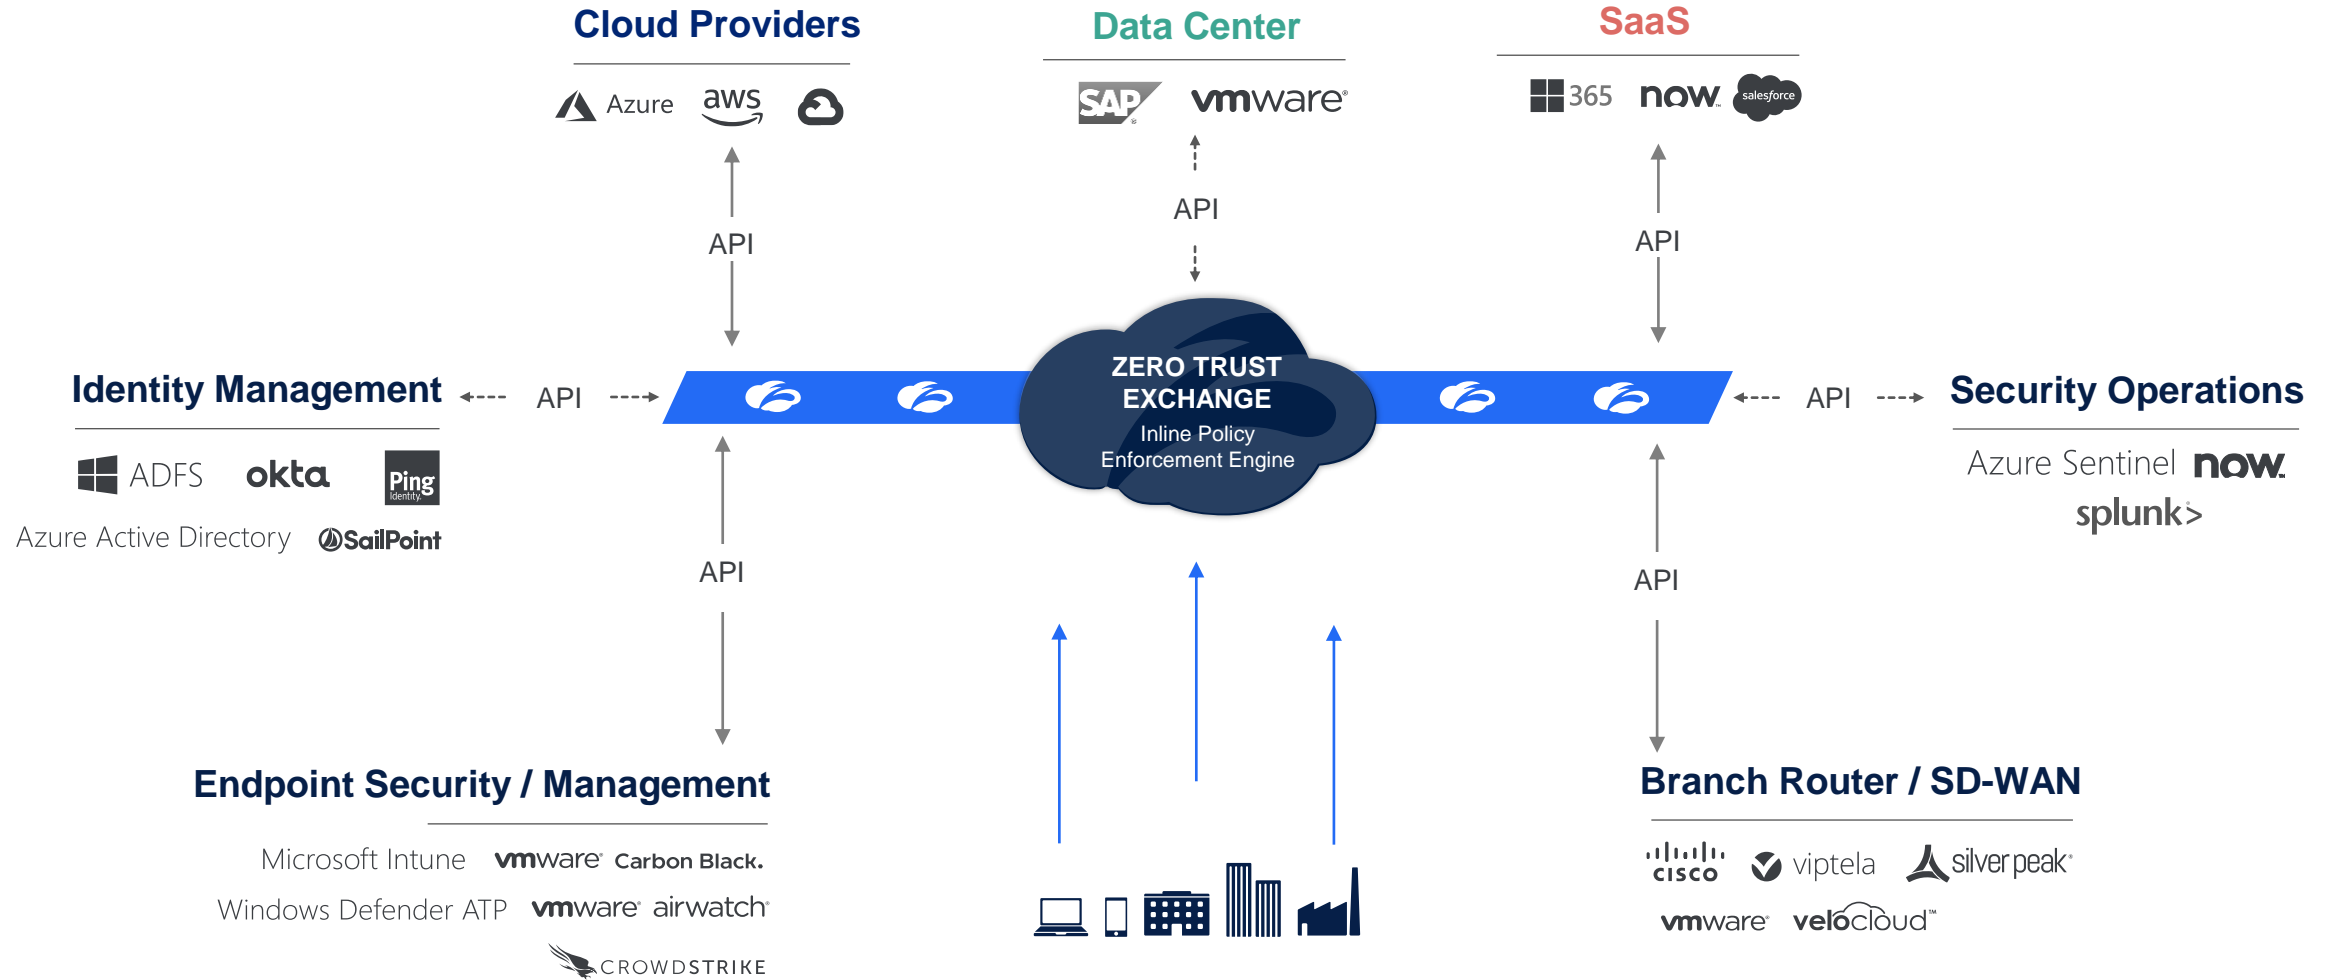 Cloud Providers
Azure aws
Data Center
SAP® vmware®
SaaS
365 now™ salesforce
API
API
API
ZERO TRUST
EXCHANGE
Inline Policy
Enforcement Engine
Identity Management
API
ADFS okta Ping
Identity.
Azure Active Directory SailPoint
API
Security Operations
Azure Sentinel now
splunk>
API
API
Endpoint Security / Management
Microsoft Intune vmware® Carbon Black.
Windows Defender ATP vmware® airwatch®
CROWDSTRIKE
Branch Router / SD-WAN
CISCO viptela silver peak®
vmware® velocloud™